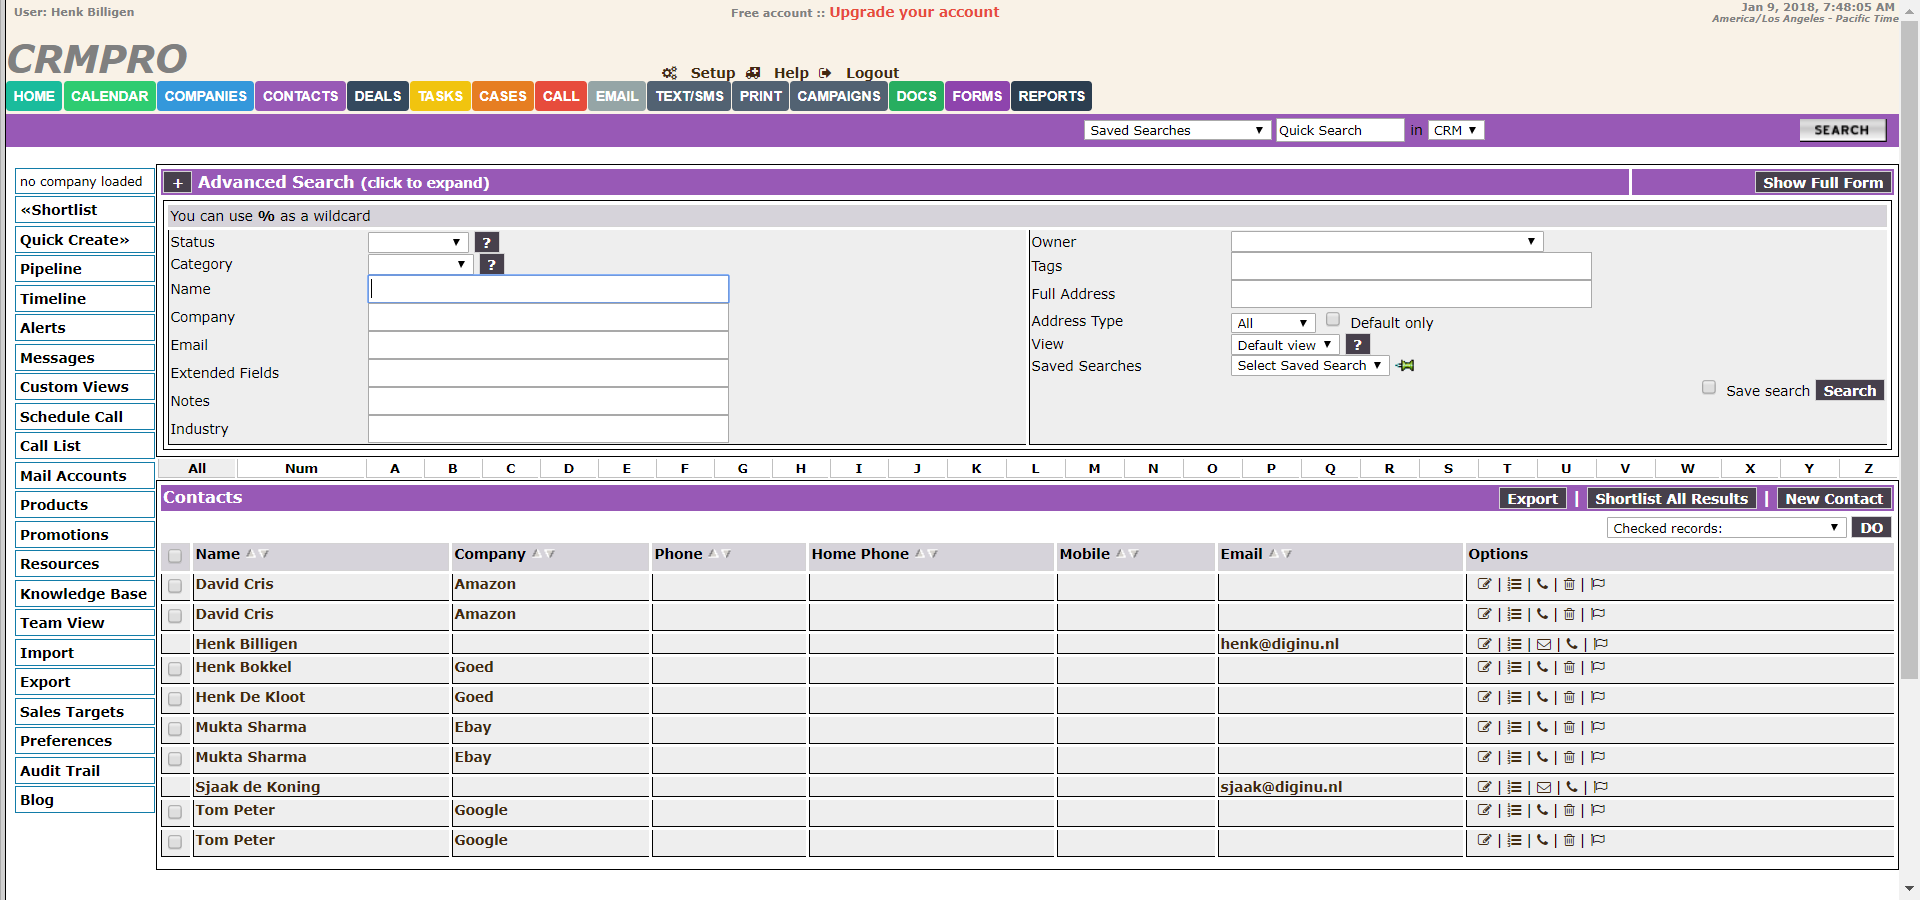 User: Henk Billigen
Free account :: Upgrade your account
Jan 9, 2018, 7:48:05 AM
America/Los Angeles - Pacific Time
CRMPRO
Setup Help Logout
HOME CALENDAR COMPANIES CONTACTS DEALS TASKS CASES CALL EMAIL TEXT/SMS PRINT CAMPAIGNS DOCS FORMS REPORTS
Saved Searches Quick Search in CRM SEARCH
no company loaded
«Shortlist
Quick Create»
Pipeline
Timeline
Alerts
Messages
Custom Views
Schedule Call
Call List
Mail Accounts
Products
Promotions
Resources
Knowledge Base
Team View
Import
Export
Sales Targets
Preferences
Audit Trail
Blog
+ Advanced Search (click to expand) Show Full Form
You can use % as a wildcard
Status ?
Category ?
Name
Company
Email
Extended Fields
Notes
Industry
Owner
Tags
Full Address
Address Type All Default only
View Default view ?
Saved Searches Select Saved Search
Save search Search
All Num A B C D E F G H I J K L M N O P Q R S T U V W X Y Z
Contacts Export | Shortlist All Results | New Contact
Checked records: DO
Name Company Phone Home Phone Mobile Email Options
David Cris Amazon | | | |
David Cris Amazon | | | |
Henk Billigen henk@diginu.nl | | | |
Henk Bokkel Goed | | | |
Henk De Kloot Goed | | | |
Mukta Sharma Ebay | | | |
Mukta Sharma Ebay | | | |
Sjaak de Koning sjaak@diginu.nl | | | |
Tom Peter Google | | | |
Tom Peter Google | | | |